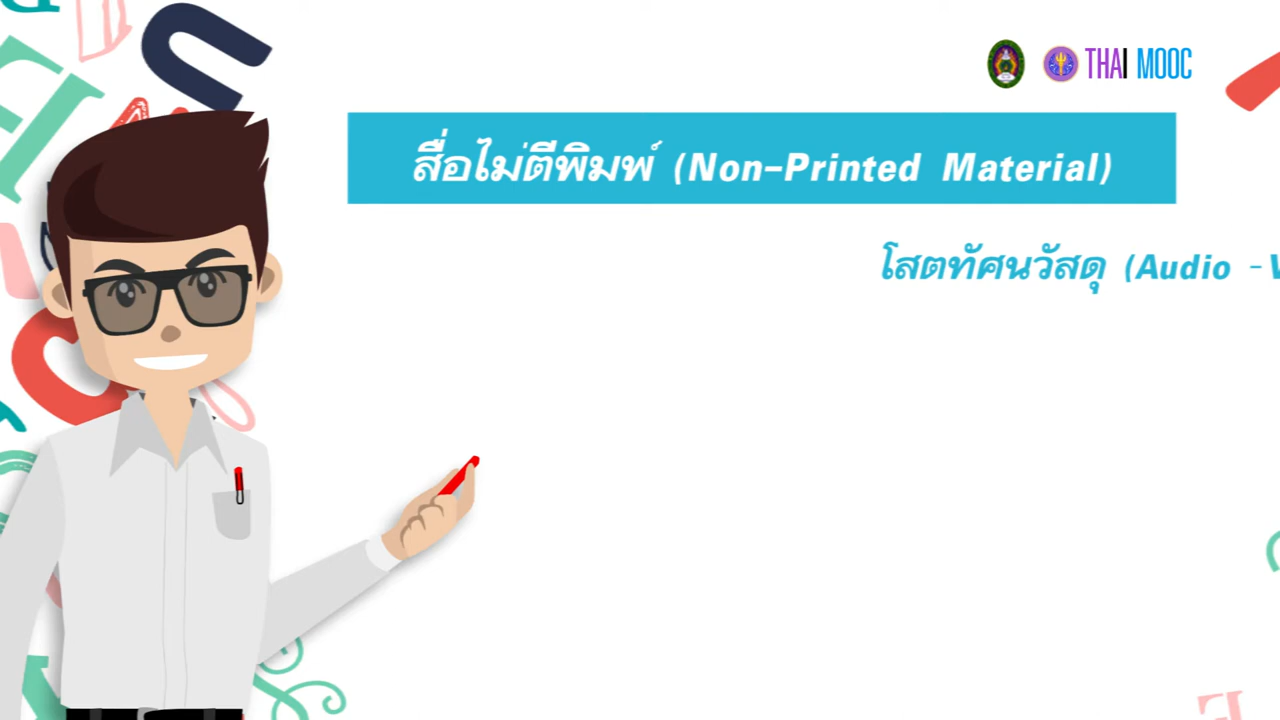 THAI MOOC
สื่อไม่ตีพิมพ์ (Non-Printed Material)
โสตทัศนวัสดุ (Audio -V